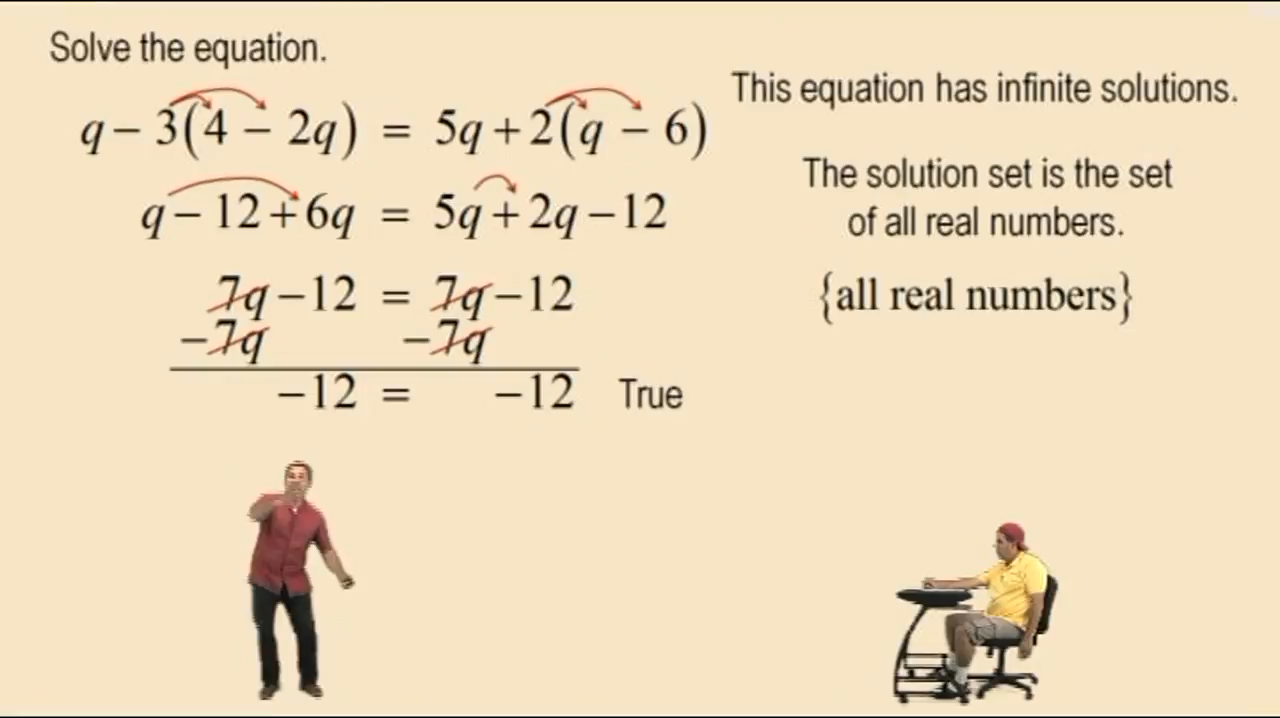 Solve the equation.
q – 3(4 – 2q) = 5q + 2(q – 6)
q – 12 + 6q = 5q + 2q – 12
7q – 12 = 7q – 12
–7q –7q
–12 = –12 True
This equation has infinite solutions.
The solution set is the set
of all real numbers.
{all real numbers}